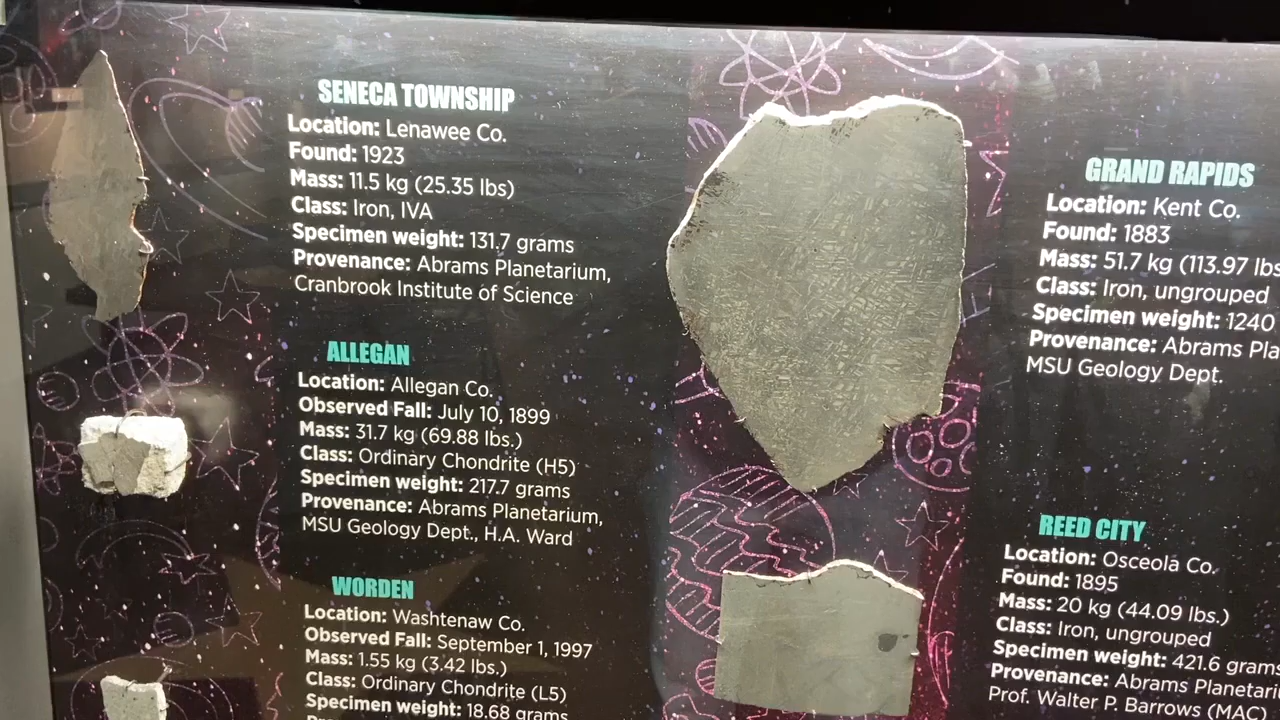 SENECA TOWNSHIP
Location: Lenawee Co.
Found: 1923
Mass: 11.5 kg (25.35 lbs)
Class: Iron, IVA
Specimen weight: 131.7 grams
Provenance: Abrams Planetarium,
Cranbrook Institute of Science
ALLEGAN
Location: Allegan Co.
Observed Fall: July 10, 1899
Mass: 31.7 kg (69.88 lbs.)
Class: Ordinary Chondrite (H5)
Specimen weight: 217.7 grams
Provenance: Abrams Planetarium,
MSU Geology Dept., H.A. Ward
WORDEN
Location: Washtenaw Co.
Observed Fall: September 1, 1997
Mass: 1.55 kg (3.42 lbs.)
Class: Ordinary Chondrite (L5)
Specimen weight: 18.68 grams
GRAND RAPIDS
Location: Kent Co.
Found: 1883
Mass: 51.7 kg (113.97 lbs
Class: Iron, ungrouped
Specimen weight: 1240
Provenance: Abrams Pla
MSU Geology Dept.
REED CITY
Location: Osceola Co.
Found: 1895
Mass: 20 kg (44.09 lbs.)
Class: Iron, ungrouped
Specimen weight: 421.6 grams
Provenance: Abrams Planetari
Prof. Walter P. Barrows (MAC)